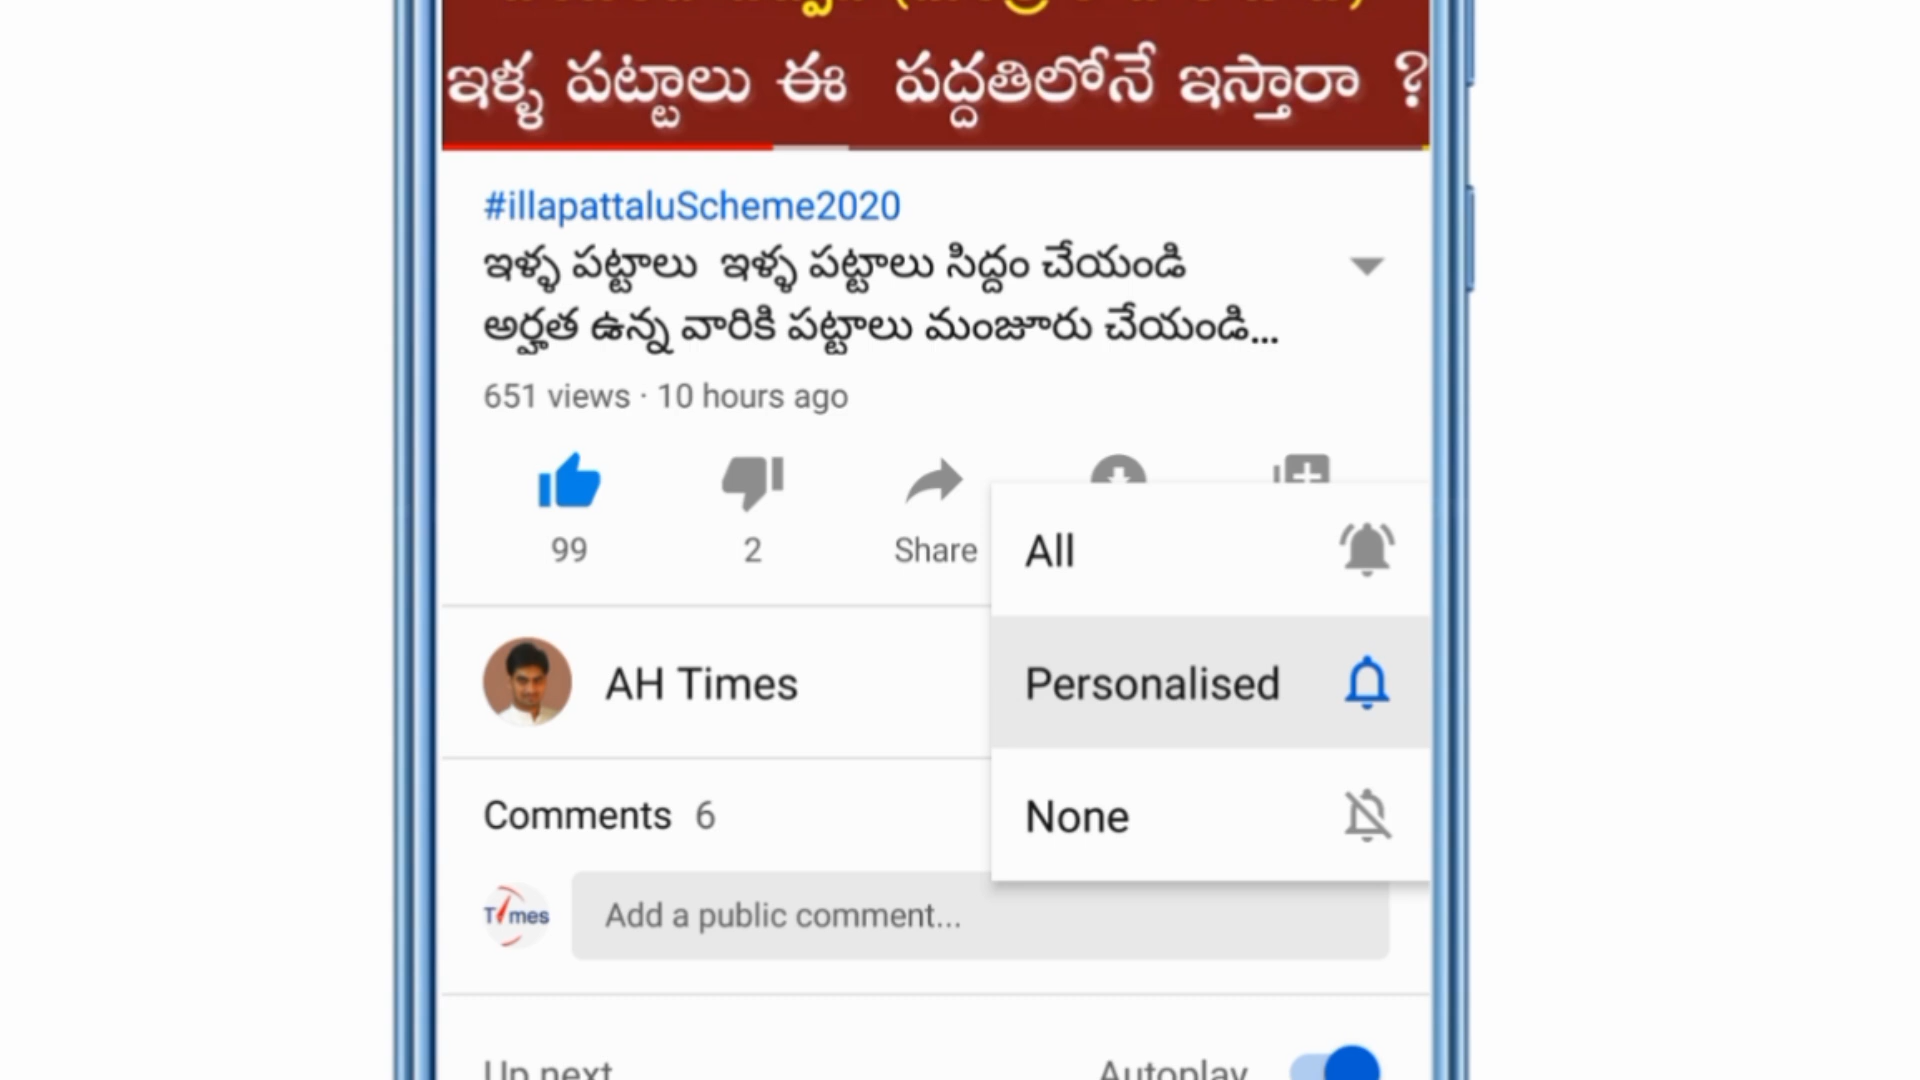 ఇళ్ళ పట్టాలు ఈ పద్దతిలోనే ఇస్తారా ?
#illapattaluScheme2020
ఇళ్ళ పట్టాలు ఇళ్ళ పట్టాలు సిద్దం చేయండి
అర్హత ఉన్న వారికి పట్టాలు మంజూరు చేయండి...
651 views · 10 hours ago
99
2
Share
All
AH Times
Personalised
Comments 6
None
Times
Add a public comment...
Up next
Autoplay